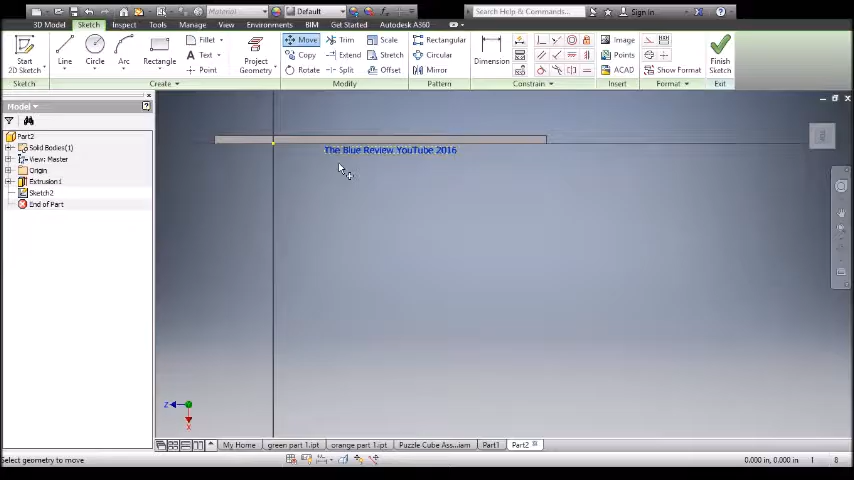 Default
Search Help & Commands...
Sign In
3D Model
Sketch
Inspect
Tools
Manage
View
Environments
BIM
Get Started
Autodesk A360
Start
2D Sketch
Line
Circle
Arc
Rectangle
Fillet
Text
Point
Project
Geometry
Move
Copy
Rotate
Trim
Extend
Split
Scale
Stretch
Offset
Rectangular
Circular
Mirror
Dimension
Image
Points
ACAD
Show Format
Finish
Sketch
Sketch
Create
Modify
Pattern
Constrain
Insert
Format
Exit
Model
Part2
Solid Bodies(1)
View: Master
Origin
Extrusion1
Sketch2
End of Part
The Blue Review YouTube 2016
Z
X
My Home
green part 1.ipt
orange part 1.ipt
Puzzle Cube Ass...iam
Part1
Part2
Select geometry to move
0.000 in, 0.000 in
1
8